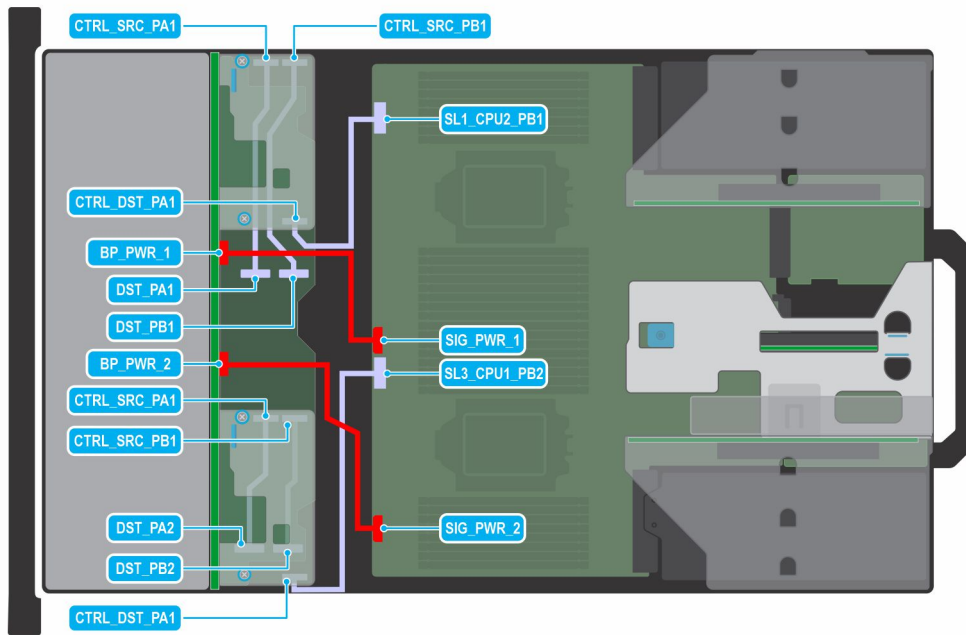 CTRL_SRC_PA1
CTRL_SRC_PB1
SL1_CPU2_PB1
CTRL_DST_PA1
BP_PWR_1
DST_PA1
DST_PB1
SIG_PWR_1
BP_PWR_2
SL3_CPU1_PB2
CTRL_SRC_PA1
CTRL_SRC_PB1
DST_PA2
SIG_PWR_2
DST_PB2
CTRL_DST_PA1